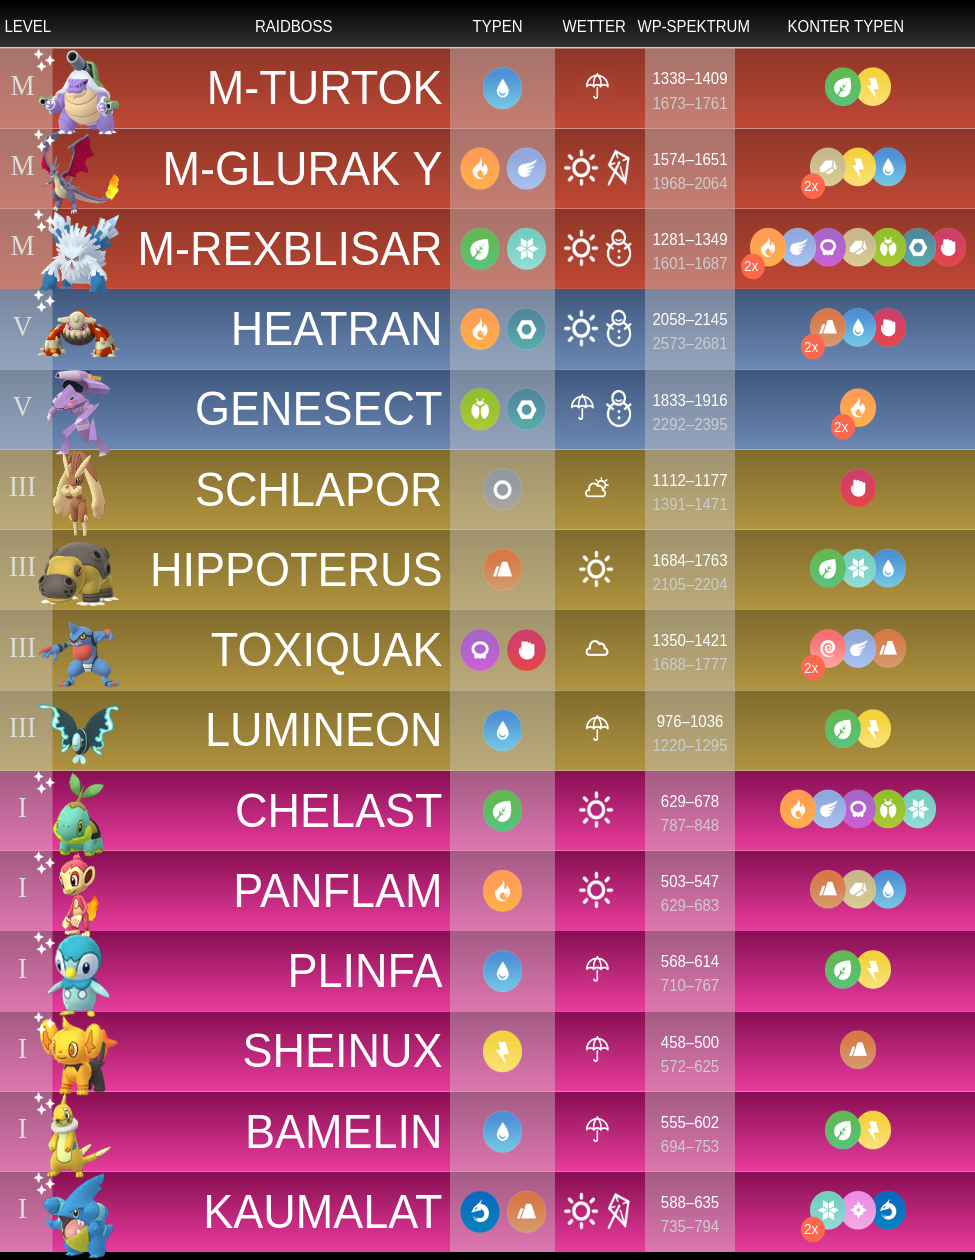 LEVEL RAIDBOSS TYPEN WETTER WP-SPEKTRUM KONTER TYPEN
M M-TURTOK 1338–1409
1673–1761
M M-GLURAK Y 1574–1651
1968–2064 2x
M M-REXBLISAR 1281–1349
1601–1687 2x
V HEATRAN 2058–2145
2573–2681 2x
V GENESECT 1833–1916
2292–2395 2x
III SCHLAPOR 1112–1177
1391–1471
III HIPPOTERUS 1684–1763
2105–2204
III TOXIQUAK 1350–1421
1688–1777 2x
III LUMINEON 976–1036
1220–1295
I CHELAST 629–678
787–848
I PANFLAM 503–547
629–683
I PLINFA 568–614
710–767
I SHEINUX 458–500
572–625
I BAMELIN 555–602
694–753
I KAUMALAT 588–635
735–794 2x